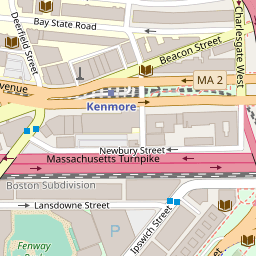 Bay State Road
Deerfield Street
Beacon Street
Charlesgate West
MA 2
venue
Kenmore
Newbury Street
Massachusetts Turnpike
Boston Subdivision
Lansdowne Street
Ipswich Street
Fenway